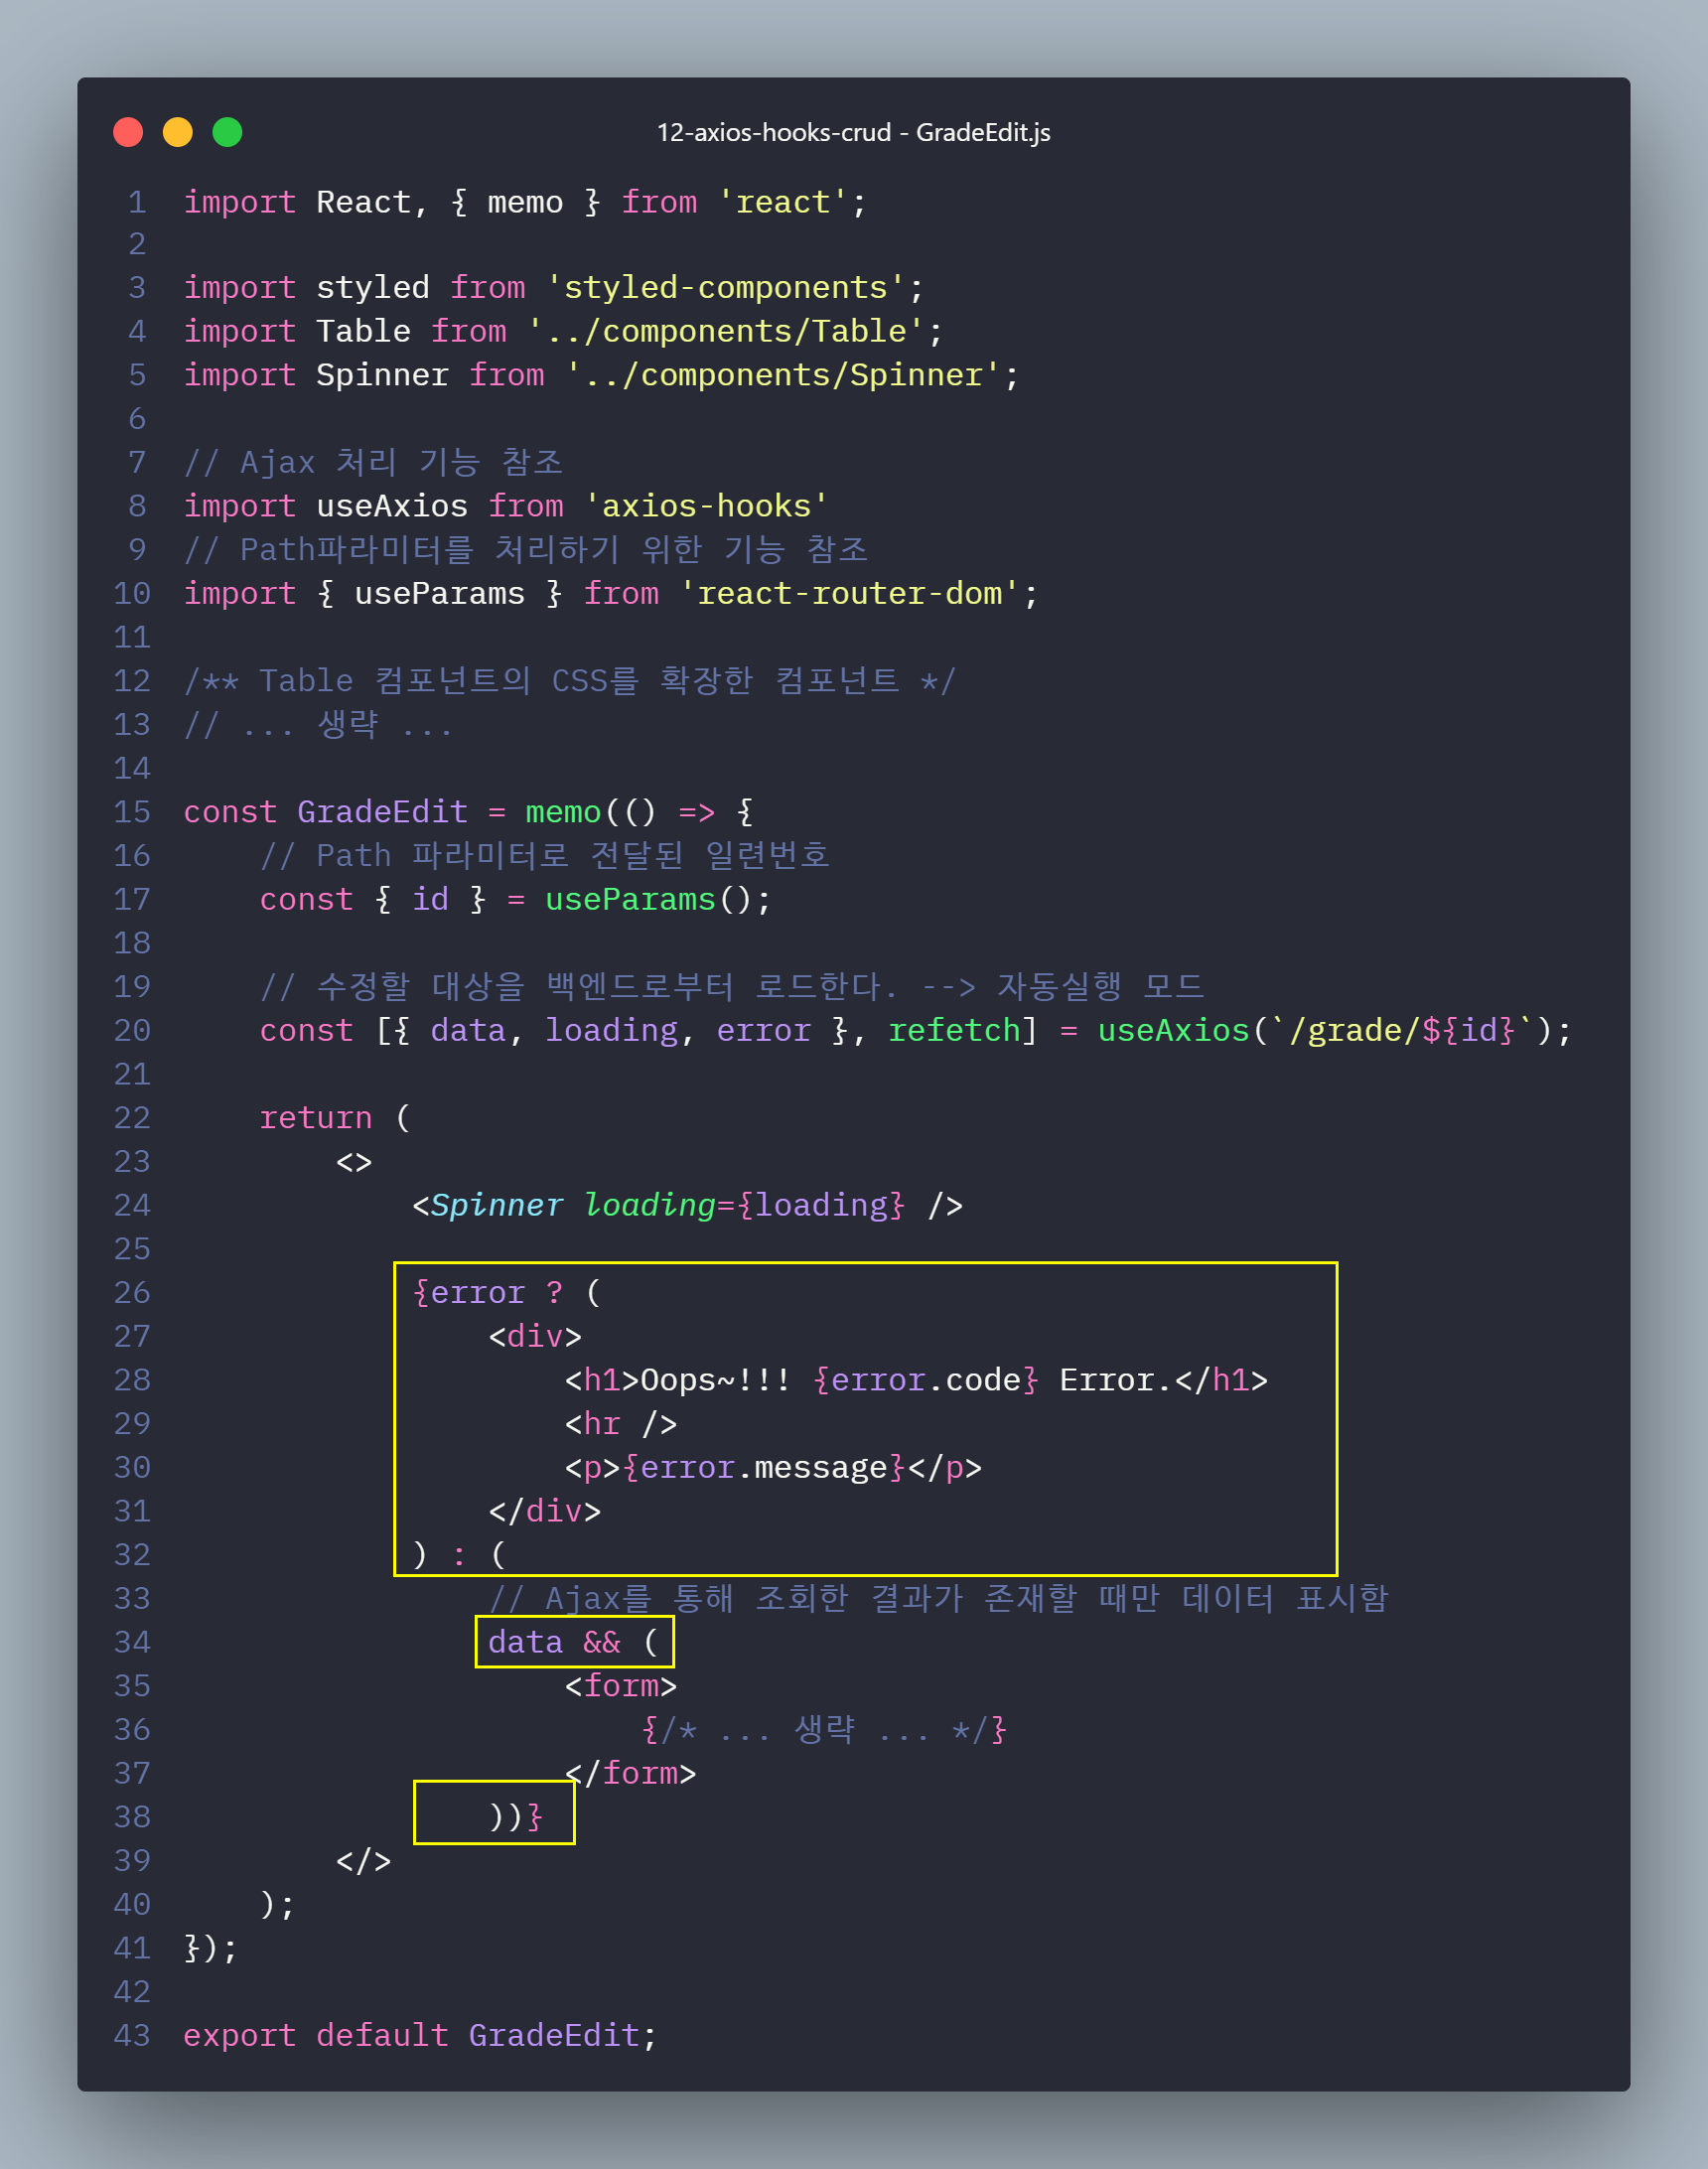 12-axios-hooks-crud - GradeEdit.js
1 import React, { memo } from 'react';
2
3 import styled from 'styled-components';
4 import Table from '../components/Table';
5 import Spinner from '../components/Spinner';
6
7 // Ajax 처리 기능 참조
8 import useAxios from 'axios-hooks'
9 // Path파라미터를 처리하기 위한 기능 참조
10 import { useParams } from 'react-router-dom';
11
12 /** Table 컴포넌트의 CSS를 확장한 컴포넌트 */
13 // ... 생략 ...
14
15 const GradeEdit = memo(() => {
16     // Path 파라미터로 전달된 일련번호
17     const { id } = useParams();
18
19     // 수정할 대상을 백엔드로부터 로드한다. --> 자동실행 모드
20     const [{ data, loading, error }, refetch] = useAxios(`/grade/${id}`);
21
22     return (
23         <>
24             <Spinner loading={loading} />
25
26             {error ? (
27                 <div>
28                     <h1>Oops~!!! {error.code} Error.</h1>
29                     <hr />
30                     <p>{error.message}</p>
31                 </div>
32             ) : (
33                 // Ajax를 통해 조회한 결과가 존재할 때만 데이터 표시함
34                 data && (
35                     <form>
36                         {/* ... 생략 ... */}
37                     </form>
38                 ))}
39         </>
40     );
41 });
42
43 export default GradeEdit;